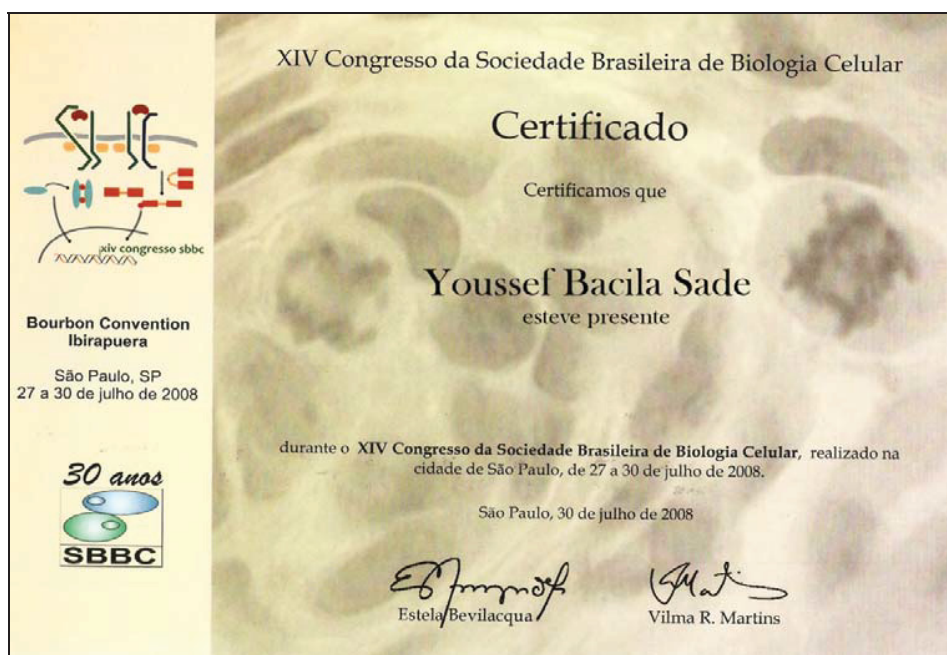 XIV Congresso da Sociedade Brasileira de Biologia Celular
Certificado
Certificamos que
Youssef Bacila Sade
esteve presente
durante o XIV Congresso da Sociedade Brasileira de Biologia Celular, realizado na
cidade de São Paulo, de 27 a 30 de julho de 2008.
São Paulo, 30 de julho de 2008
Estela Bevilacqua
Vilma R. Martins
xiv congresso sbbc
Bourbon Convention
Ibirapuera
São Paulo, SP
27 a 30 de julho de 2008
30 anos
SBBC